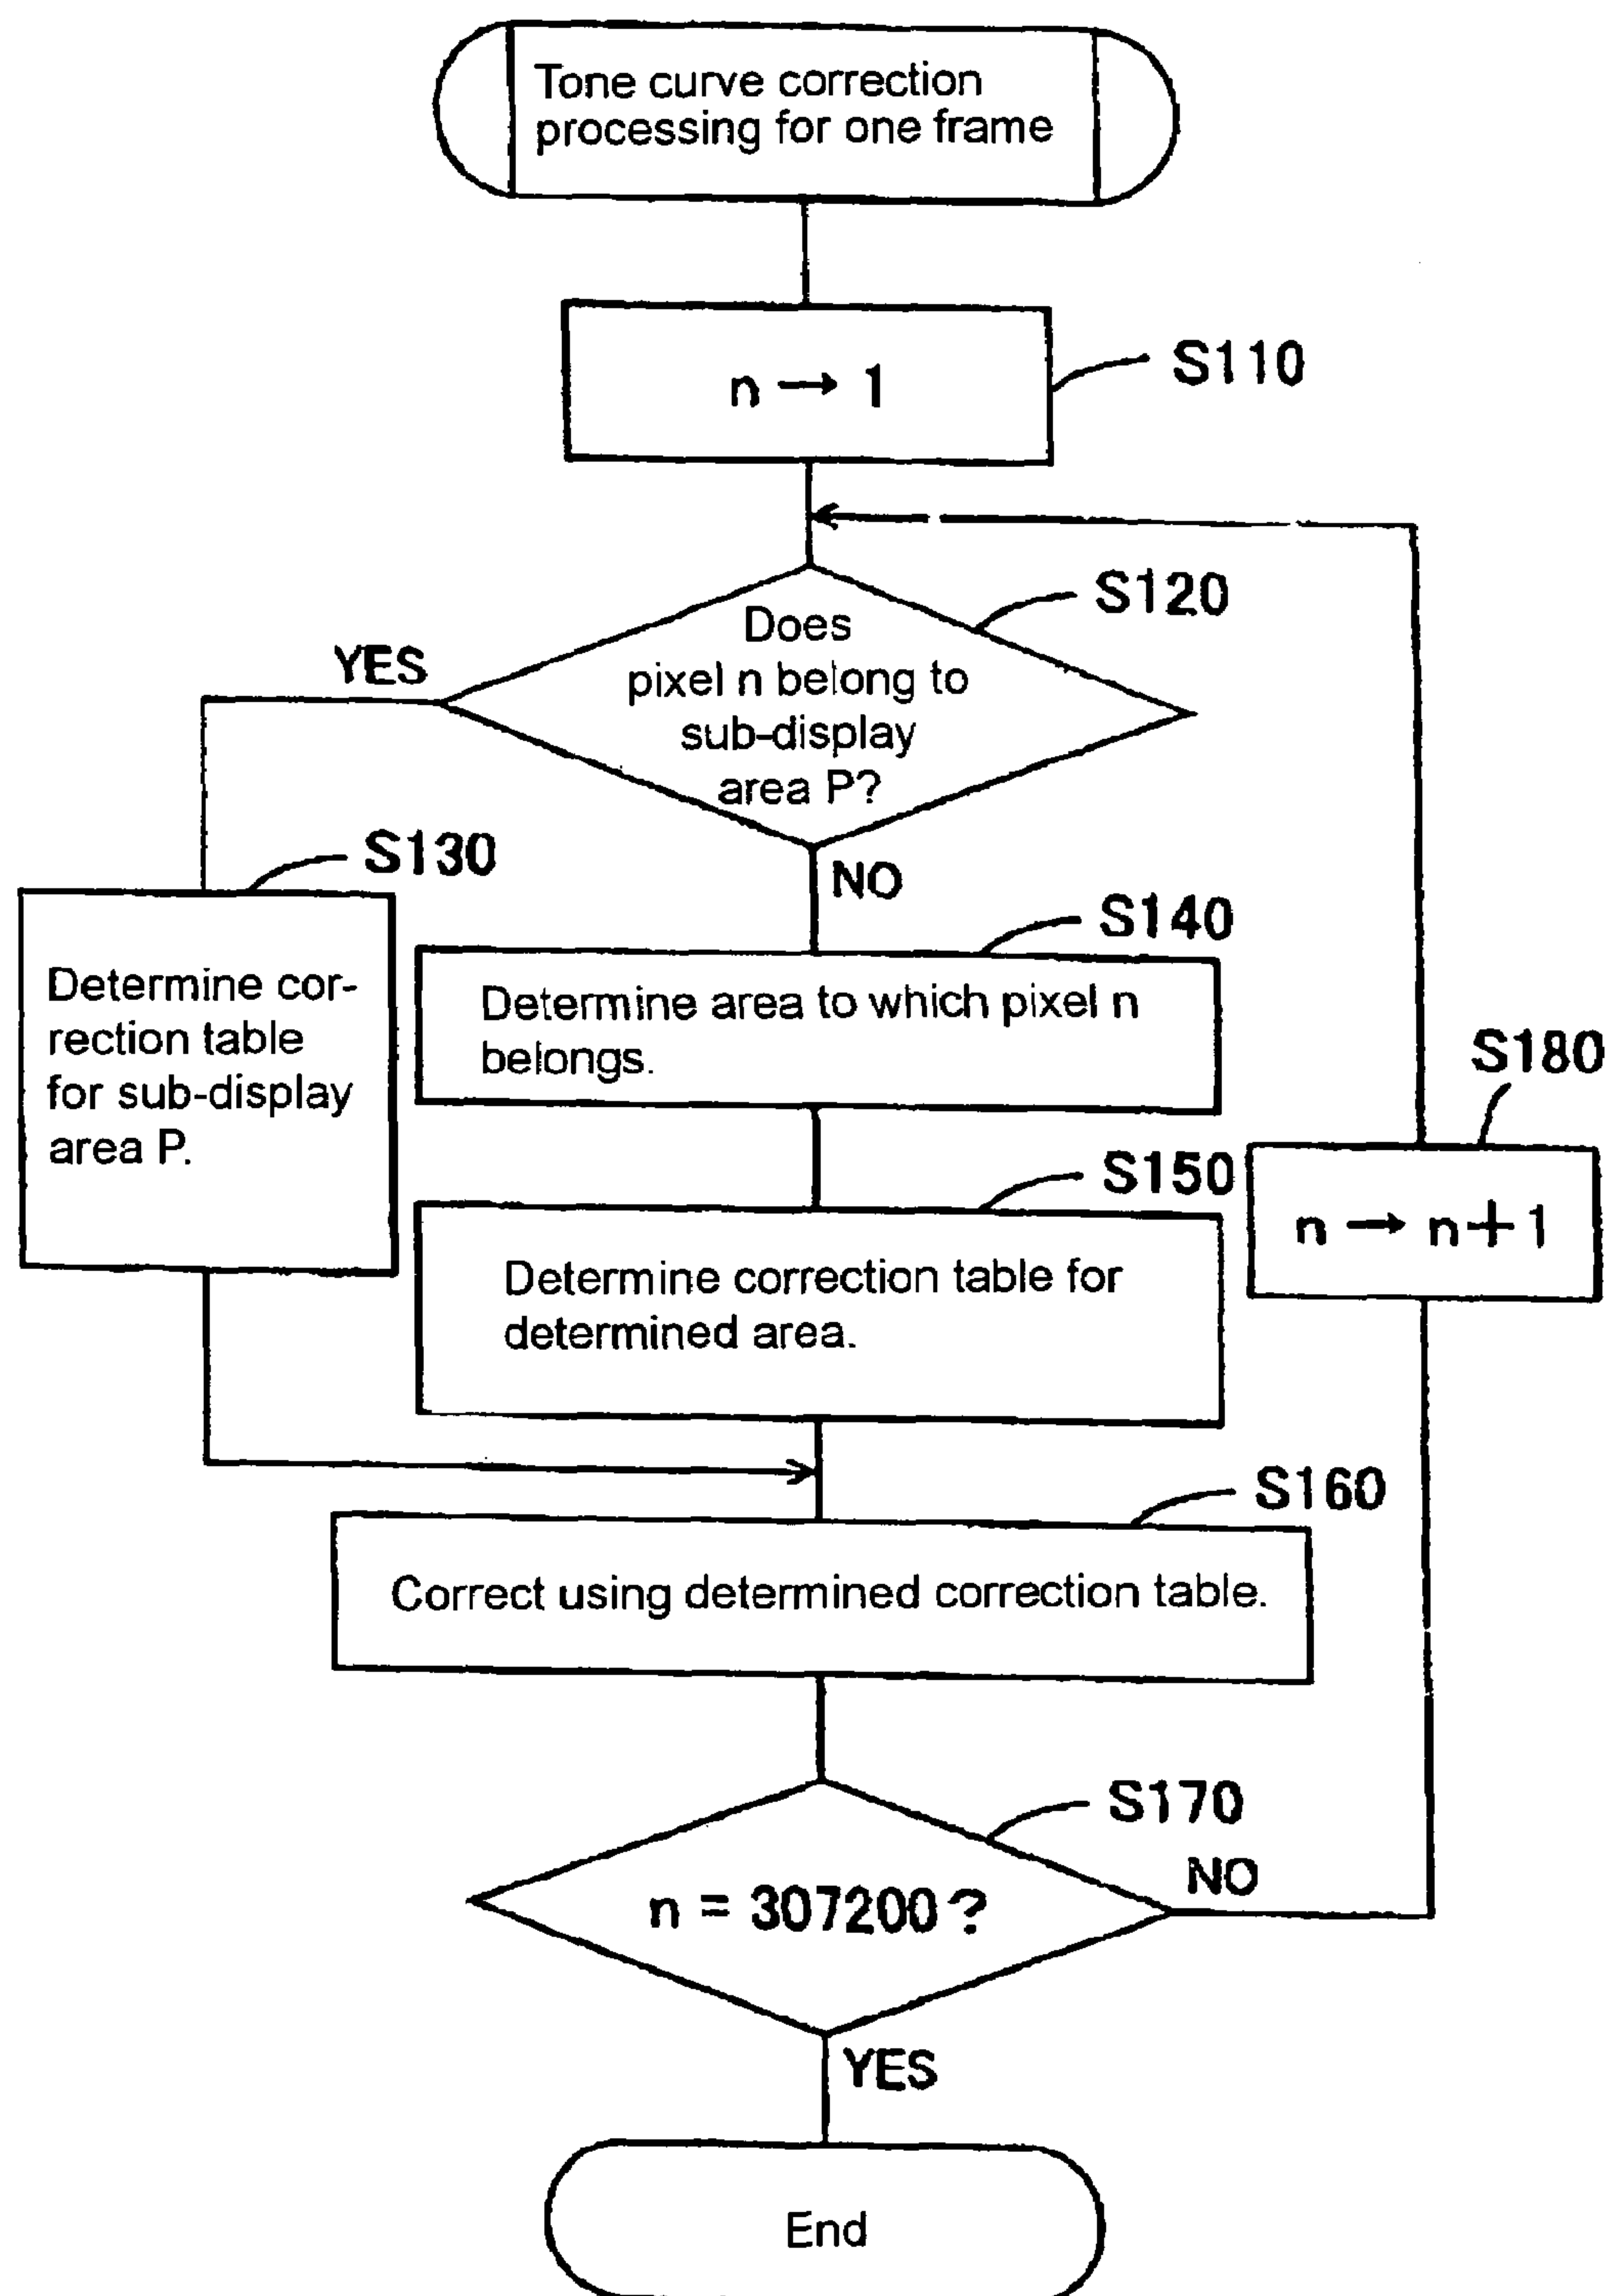 Tone curve correction
processing for one frame
n → 1
S110
S120
Does
pixel n belong to
sub-display
area P?
YES
NO
S130
Determine cor-
rection table
for sub-display
area P.
S140
Determine area to which pixel n
belongs.
S150
Determine correction table for
determined area.
S180
n → n+1
S160
Correct using determined correction table.
S170
n = 307200?
NO
YES
End